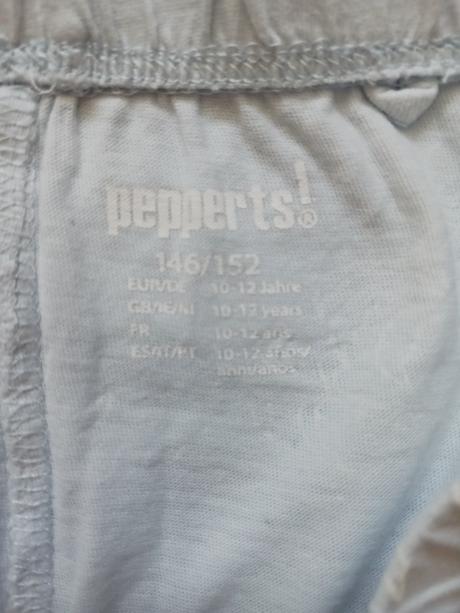 pepperts!®
146/152
EUR/DE 10-12 Jahre
GB/IE/NI 10-12 years
FR 10-12 ans
ES/IT/PT 10-12 años/
anni/anos